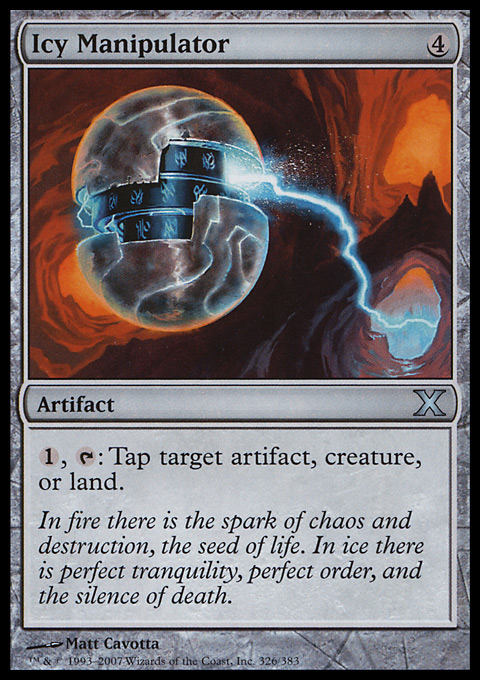 Icy Manipulator 4
Artifact X
1, : Tap target artifact, creature,
or land.
In fire there is the spark of chaos and
destruction, the seed of life. In ice there
is perfect tranquility, perfect order, and
the silence of death.
Matt Cavotta
™ & © 1993–2007 Wizards of the Coast, Inc. 326/383